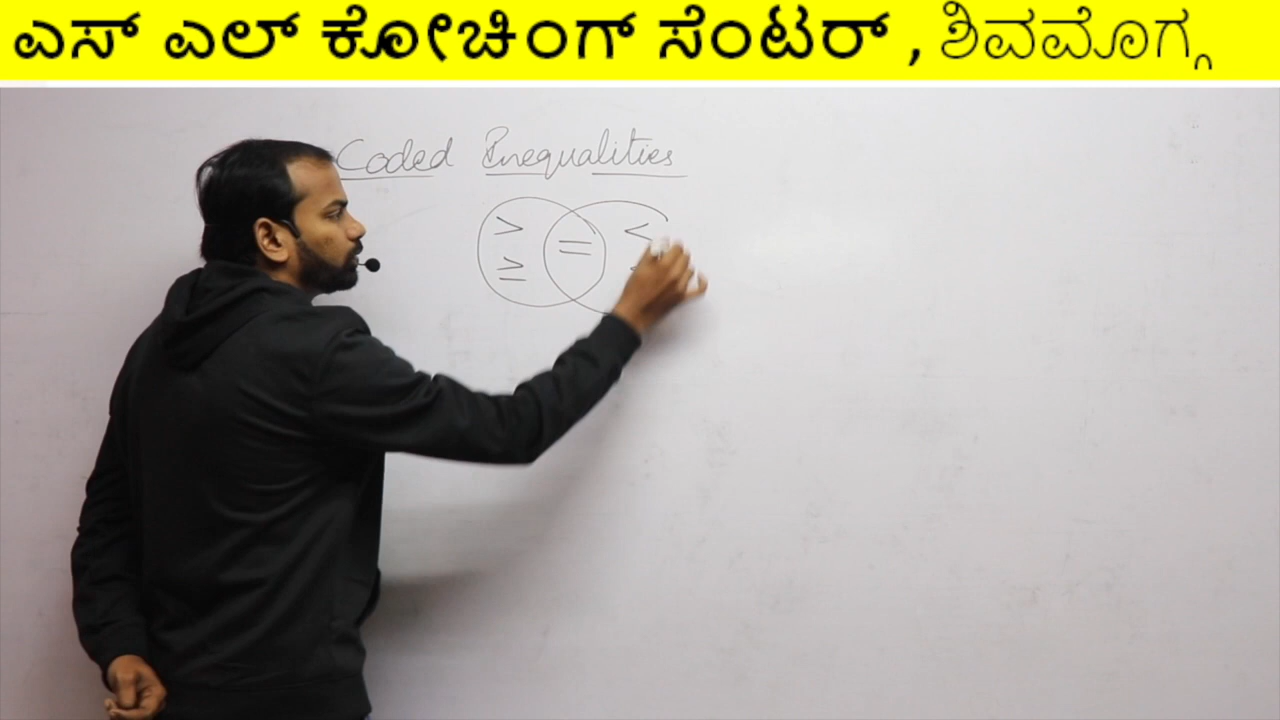 ಎಸ್ ಎಲ್ ಕೋಚಿಂಗ್ ಸೆಂಟರ್ , ಶಿವಮೊಗ್ಗ
Coded Inequalities
> = <
≥